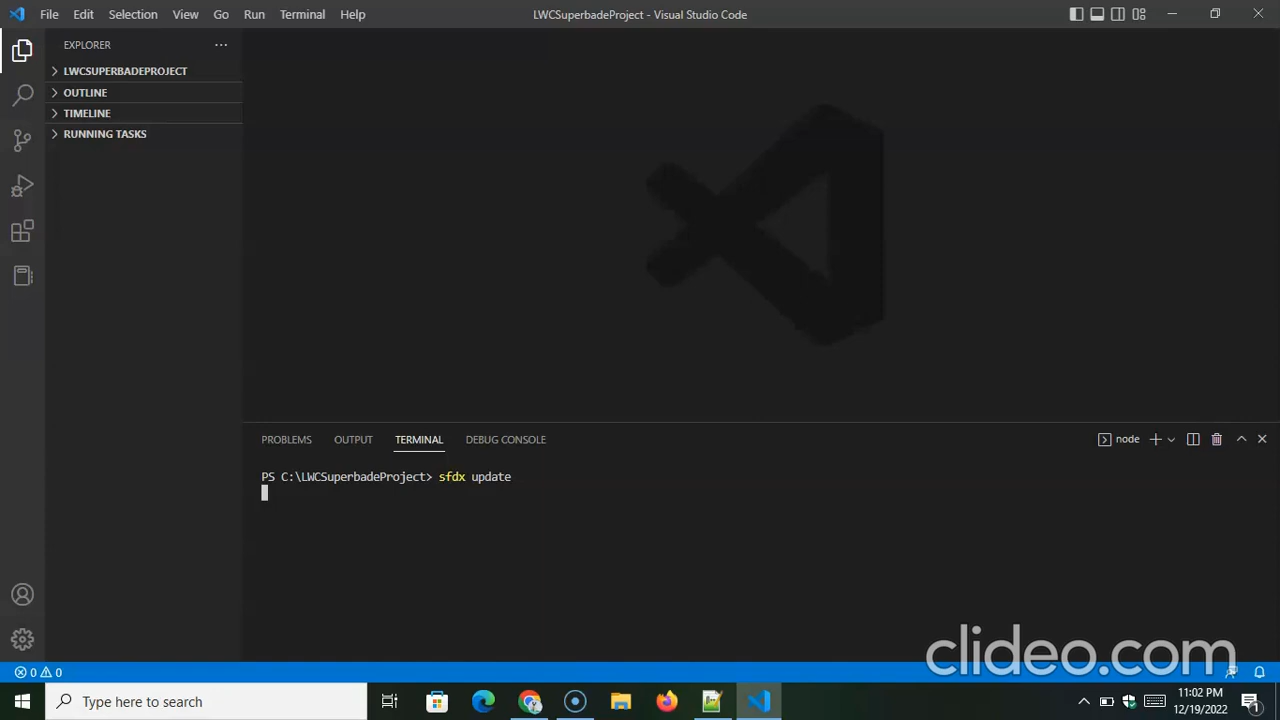 File Edit Selection View Go Run Terminal Help
LWCSuperbadeProject - Visual Studio Code
EXPLORER
LWCSUPERBADEPROJECT
OUTLINE
TIMELINE
RUNNING TASKS
PROBLEMS OUTPUT TERMINAL DEBUG CONSOLE
node
PS C:\LWCSuperbadeProject> sfdx update
clideo.com
0 0
Type here to search
11:02 PM
12/19/2022
1